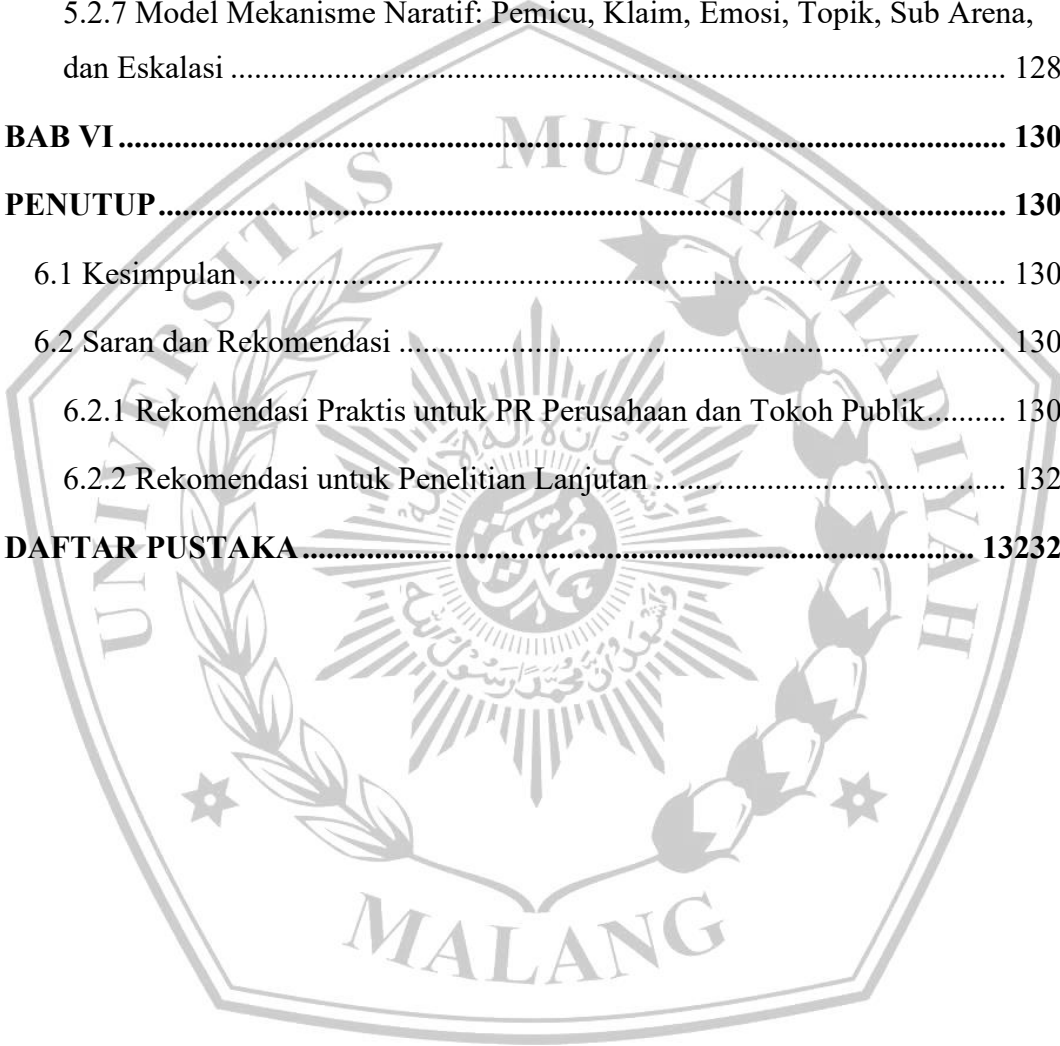 5.2.7 Model Mekanisme Naratif: Pemicu, Klaim, Emosi, Topik, Sub Arena,
dan Eskalasi ........................................................................................ 128
BAB VI ........................................................................................ 130
PENUTUP ........................................................................................ 130
6.1 Kesimpulan ........................................................................................ 130
6.2 Saran dan Rekomendasi ........................................................................ 130
6.2.1 Rekomendasi Praktis untuk PR Perusahaan dan Tokoh Publik .......... 130
6.2.2 Rekomendasi untuk Penelitian Lanjutan ............................................ 132
DAFTAR PUSTAKA ........................................................................ 13232
UNIVERSITAS MUHAMMADIYAH
MALANG